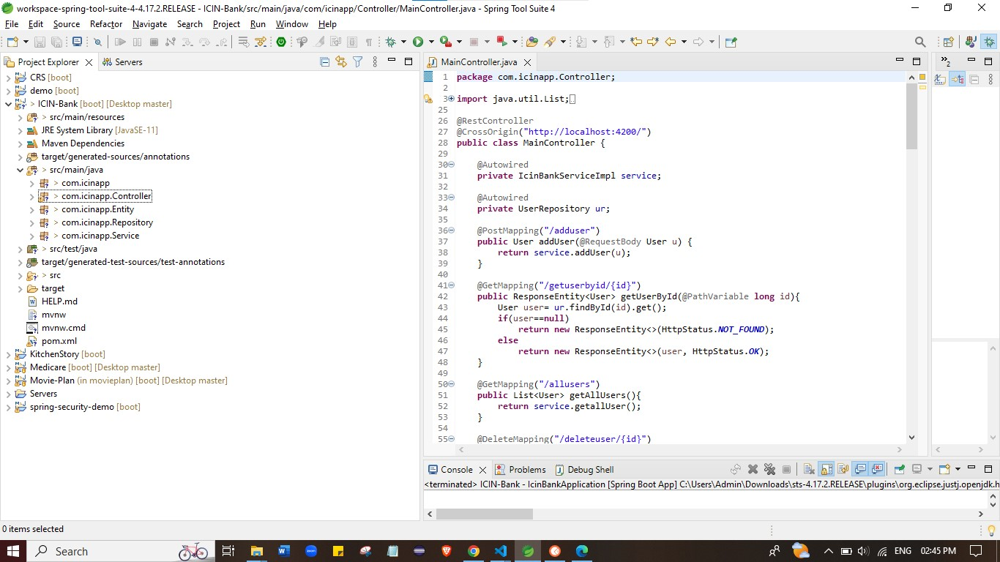 workspace-spring-tool-suite-4-4.17.2.RELEASE - ICIN-Bank/src/main/java/com/icinapp/Controller/MainController.java - Spring Tool Suite 4
File Edit Source Refactor Navigate Search Project Run Window Help
Project Explorer
Servers
CRS [boot]
demo [boot]
> ICIN-Bank [boot] [Desktop master]
> src/main/resources
JRE System Library [JavaSE-11]
Maven Dependencies
target/generated-sources/annotations
> src/main/java
> com.icinapp
> com.icinapp.Controller
> com.icinapp.Entity
> com.icinapp.Repository
> com.icinapp.Service
> src/test/java
target/generated-test-sources/test-annotations
> src
target
HELP.md
mvnw
mvnw.cmd
pom.xml
KitchenStory [boot]
Medicare [boot] [Desktop master]
Movie-Plan (in movieplan) [boot] [Desktop master]
Servers
spring-security-demo [boot]
MainController.java
1 package com.icinapp.Controller;
2
3 import java.util.List;
25
26 @RestController
27 @CrossOrigin("http://localhost:4200/")
28 public class MainController {
29
30 @Autowired
31 private IcinBankServiceImpl service;
32
33 @Autowired
34 private UserRepository ur;
35
36 @PostMapping("/adduser")
37 public User addUser(@RequestBody User u) {
38 return service.addUser(u);
39 }
40
41 @GetMapping("/getuserbyid/{id}")
42 public ResponseEntity<User> getUserById(@PathVariable long id){
43 User user= ur.findById(id).get();
44 if(user==null)
45 return new ResponseEntity<>(HttpStatus.NOT_FOUND);
46 else
47 return new ResponseEntity<>(user, HttpStatus.OK);
48 }
49
50 @GetMapping("/allusers")
51 public List<User> getAllUsers(){
52 return service.getallUser();
53 }
54
55 @DeleteMapping("/deleteuser/{id}")
2
Console
Problems
Debug Shell
<terminated> ICIN-Bank - IcinBankApplication [Spring Boot App] C:\Users\Admin\Downloads\sts-4.17.2.RELEASE\plugins\org.eclipse.justj.openjdk.h
0 items selected
Search
ENG 02:45 PM